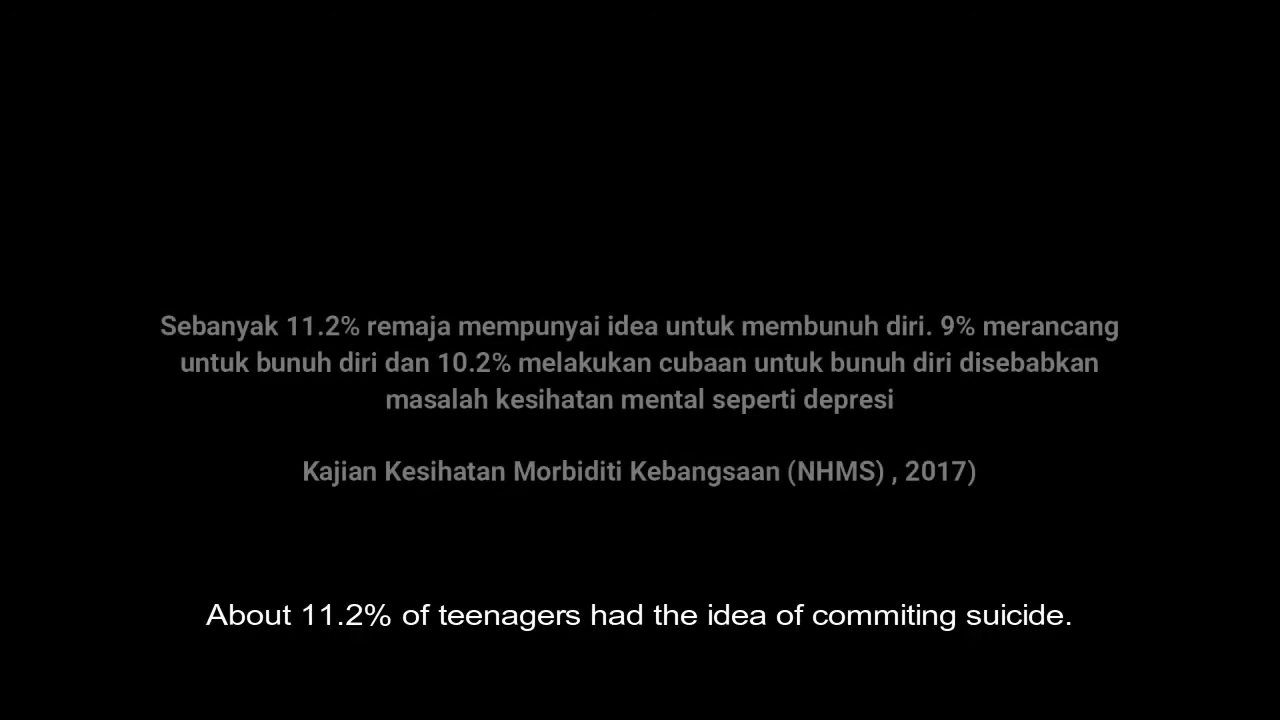 Sebanyak 11.2% remaja mempunyai idea untuk membunuh diri. 9% merancang
untuk bunuh diri dan 10.2% melakukan cubaan untuk bunuh diri disebabkan
masalah kesihatan mental seperti depresi
Kajian Kesihatan Morbiditi Kebangsaan (NHMS) , 2017)
About 11.2% of teenagers had the idea of commiting suicide.